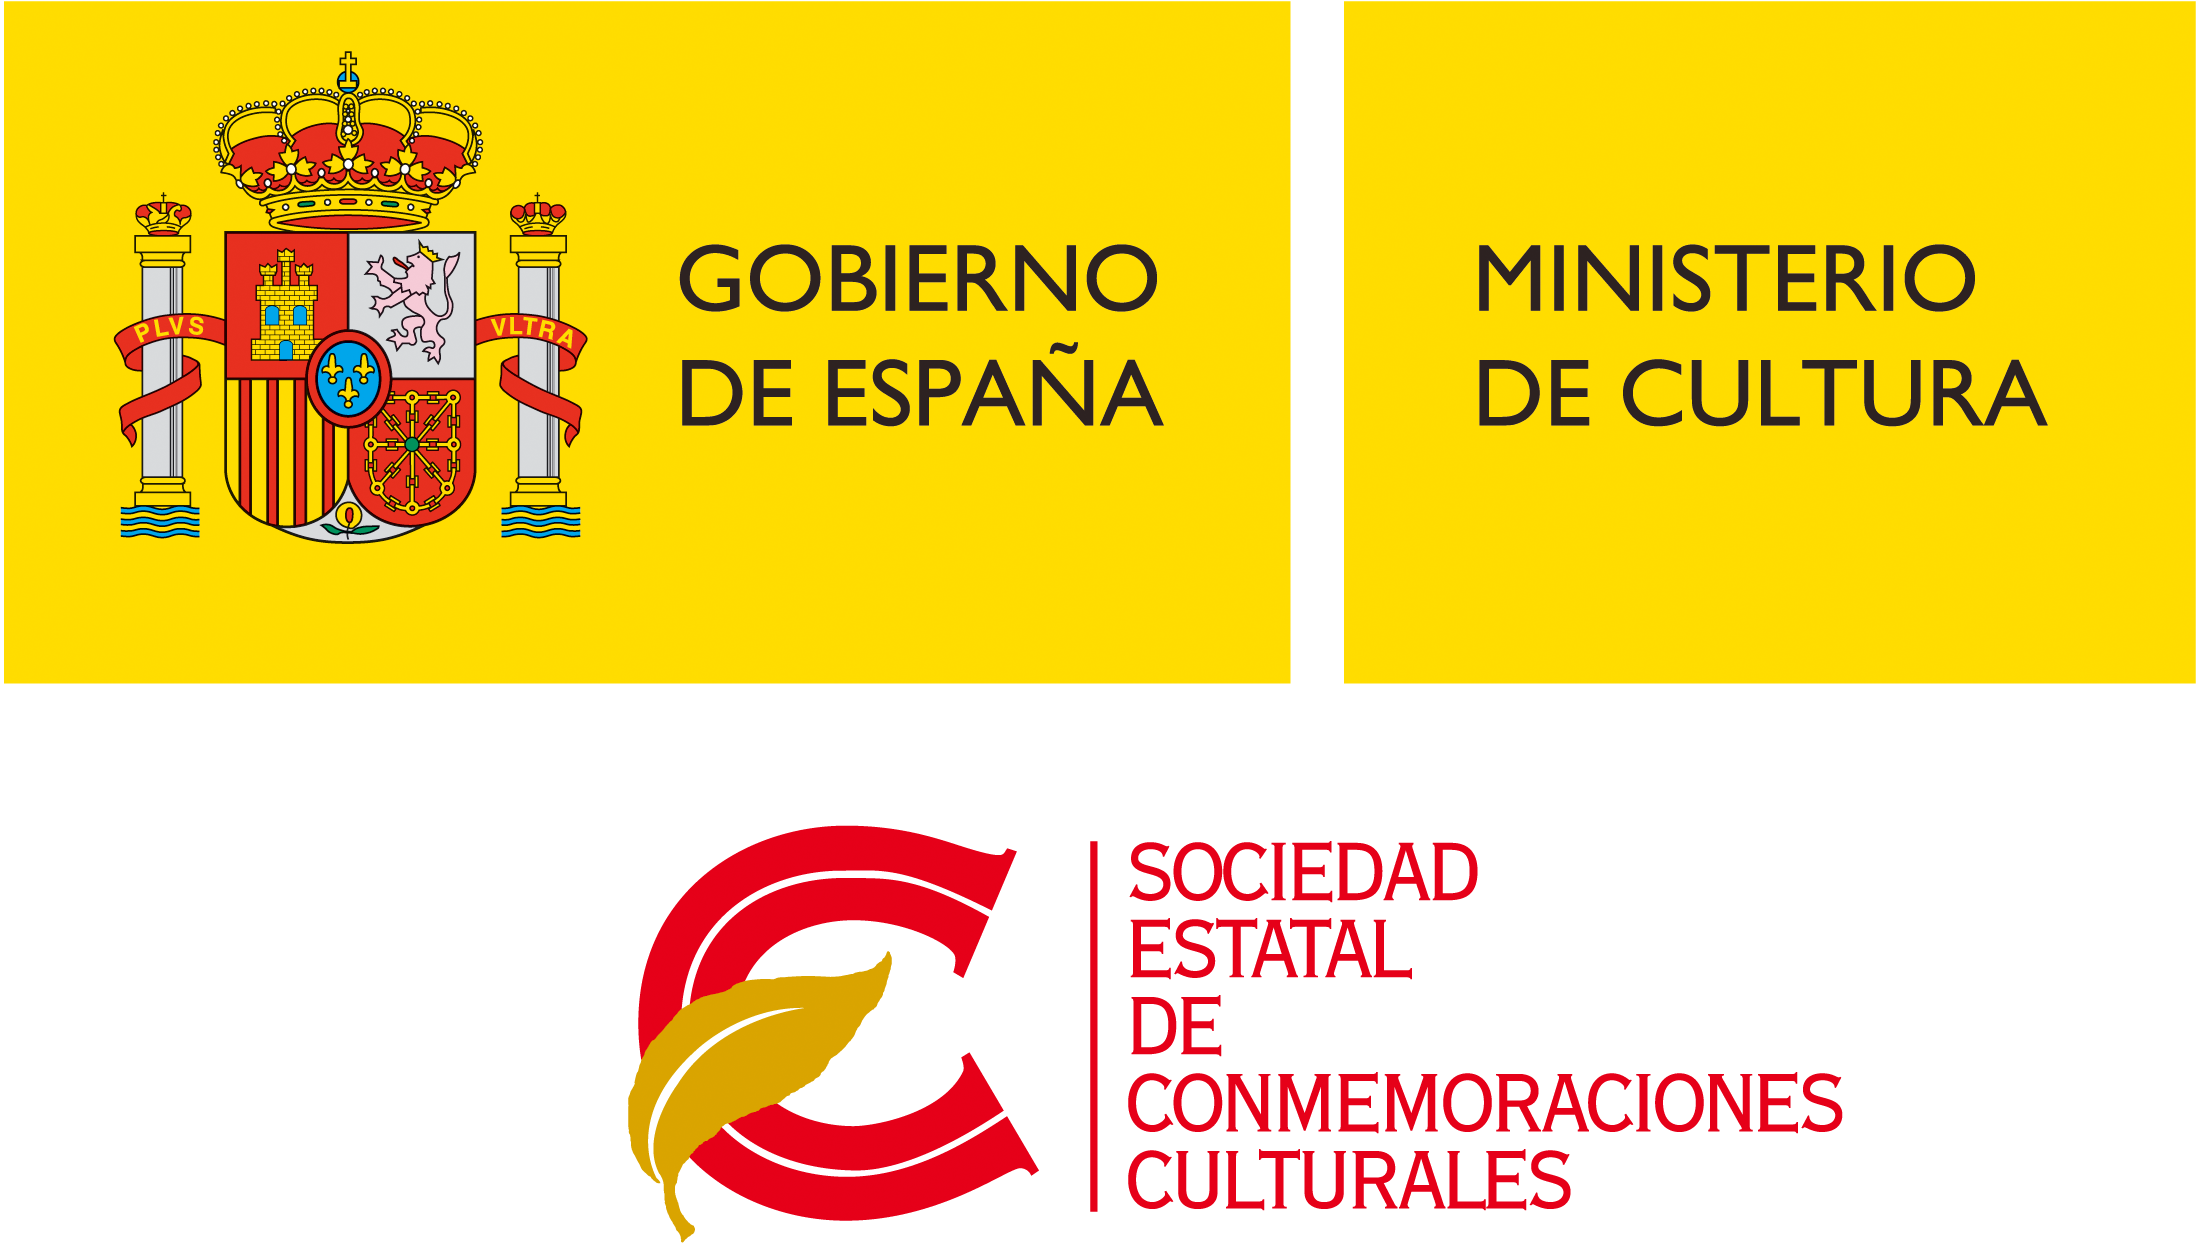 PLVS VLTRA
GOBIERNO
DE ESPAÑA
MINISTERIO
DE CULTURA
SOCIEDAD
ESTATAL
DE
CONMEMORACIONES
CULTURALES